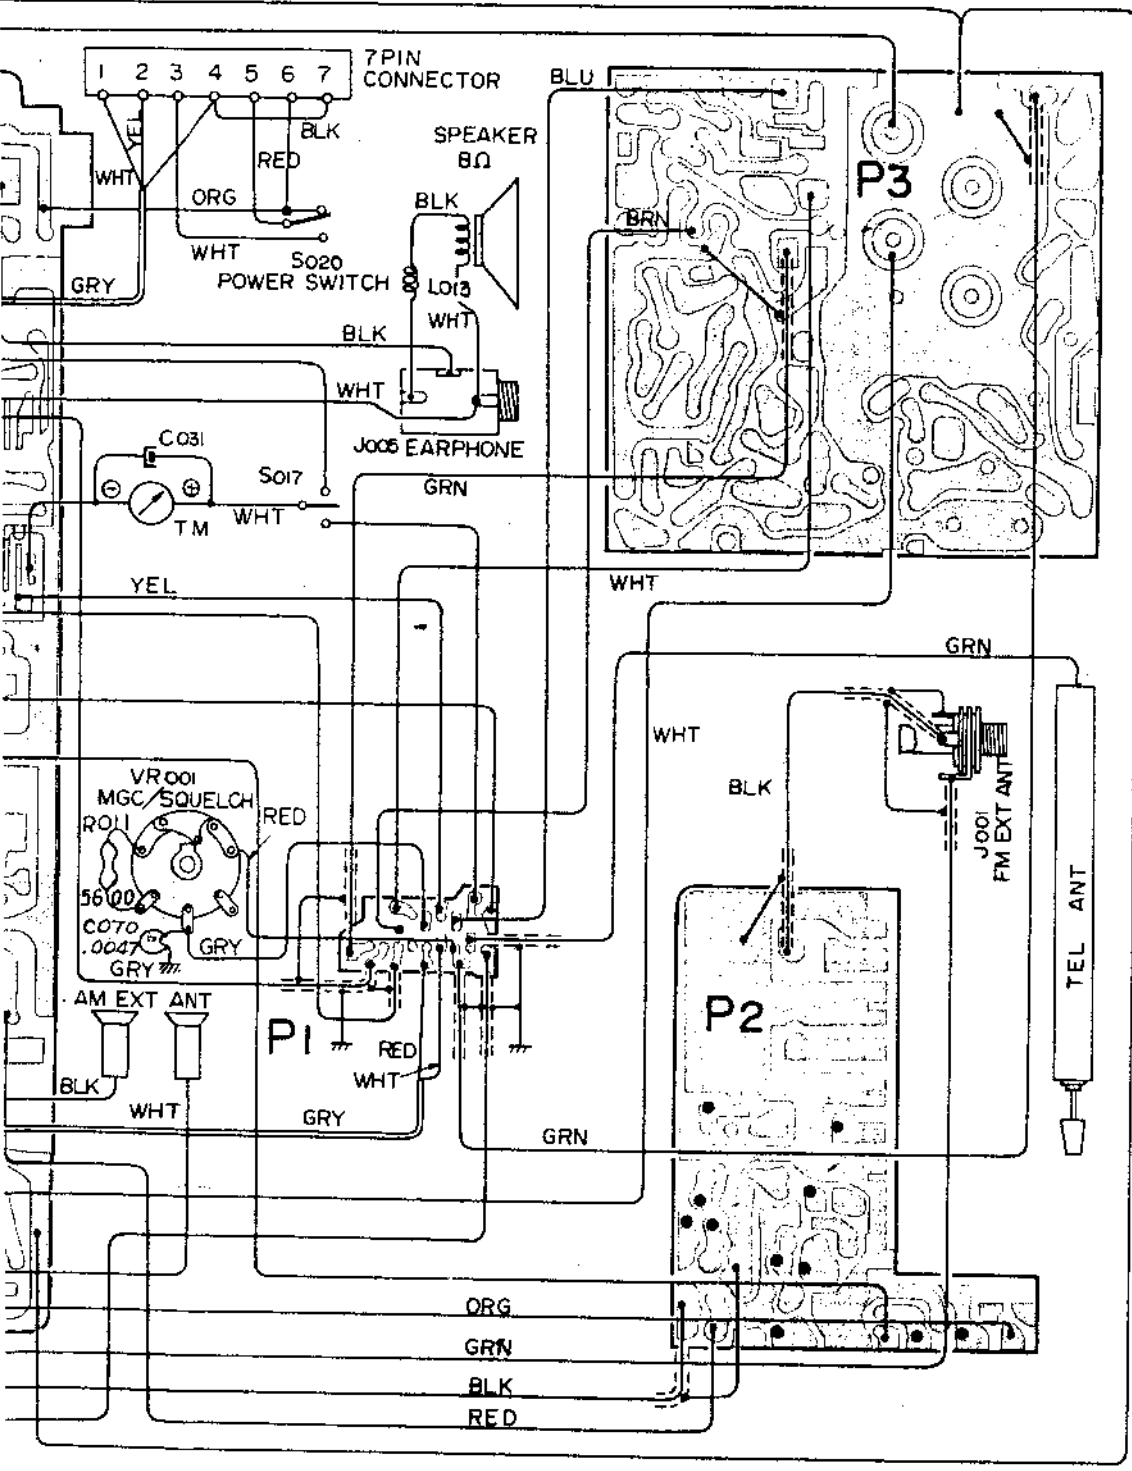 7PIN
CONNECTOR
1 2 3 4 5 6 7
BLU
YEL
BLK
SPEAKER
8Ω
RED
WHT
ORG
BLK
P3
BRN
WHT
S020
POWER SWITCH
L013
GRY
WHT
BLK
WHT
J005 EARPHONE
C031
⊖ ⊕
TM
S017
WHT
GRN
YEL
WHT
GRN
WHT
BLK
J001
FM EXT ANT
TEL ANT
VR001
MGC/SQUELCH
R011
RED
5600
C070
.0047
GRY
GRY
AM EXT ANT
P1
P2
RED
WHT
BLK
WHT
GRY
GRN
ORG
GRN
BLK
RED